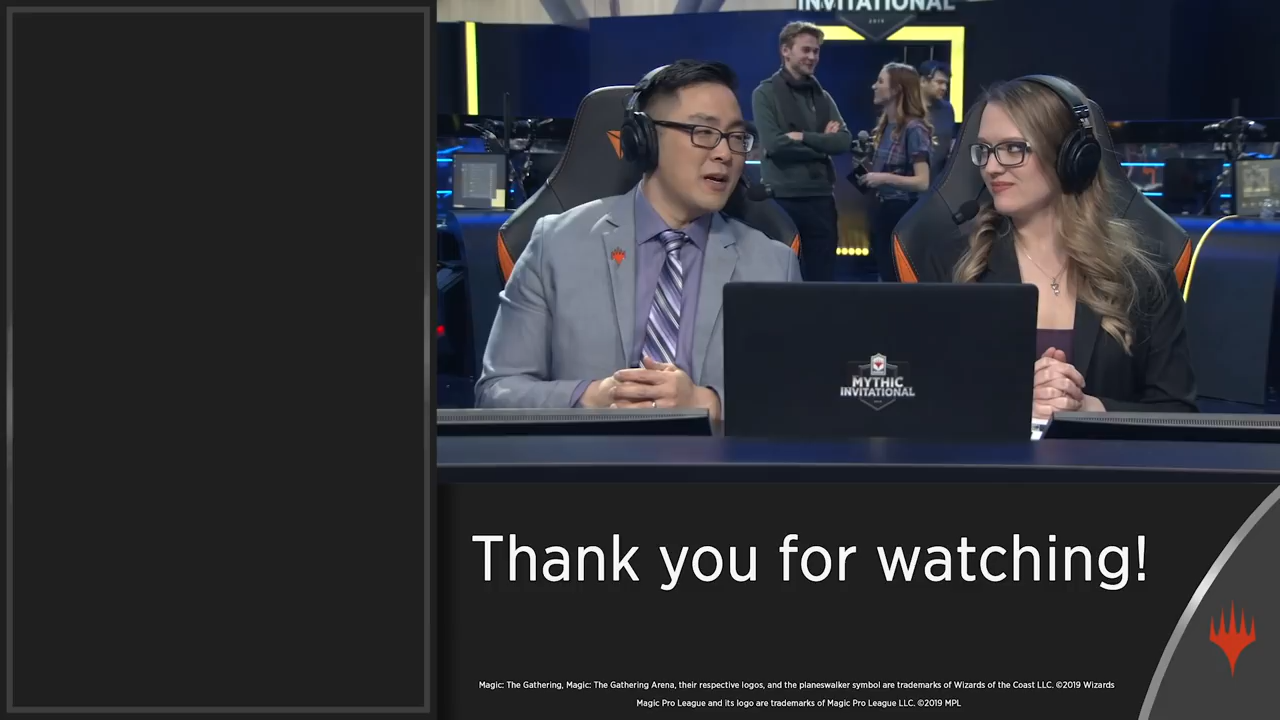 INVITATIONAL
2019
MYTHIC
INVITATIONAL
Thank you for watching!
Magic: The Gathering, Magic: The Gathering Arena, their respective logos, and the planeswalker symbol are trademarks of Wizards of the Coast LLC. ©2019 Wizards
Magic Pro League and its logo are trademarks of Magic Pro League LLC. ©2019 MPL